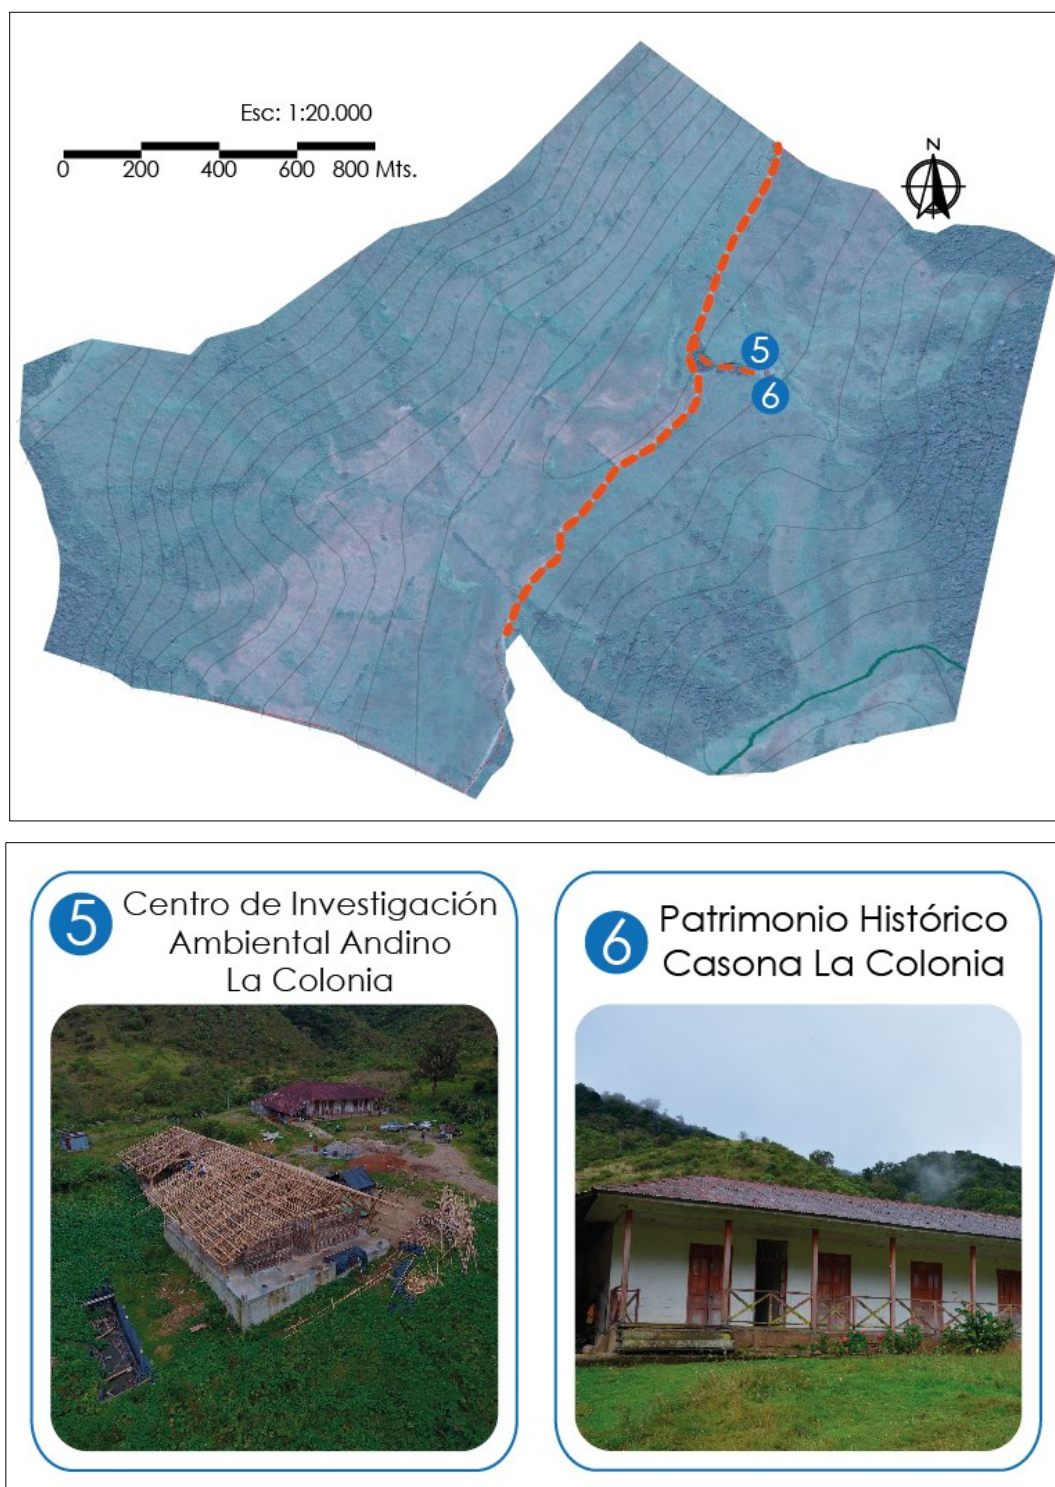 Esc: 1:20.000
0 200 400 600 800 Mts.
N
5
6
5
Centro de Investigación
Ambiental Andino
La Colonia
6
Patrimonio Histórico
Casona La Colonia